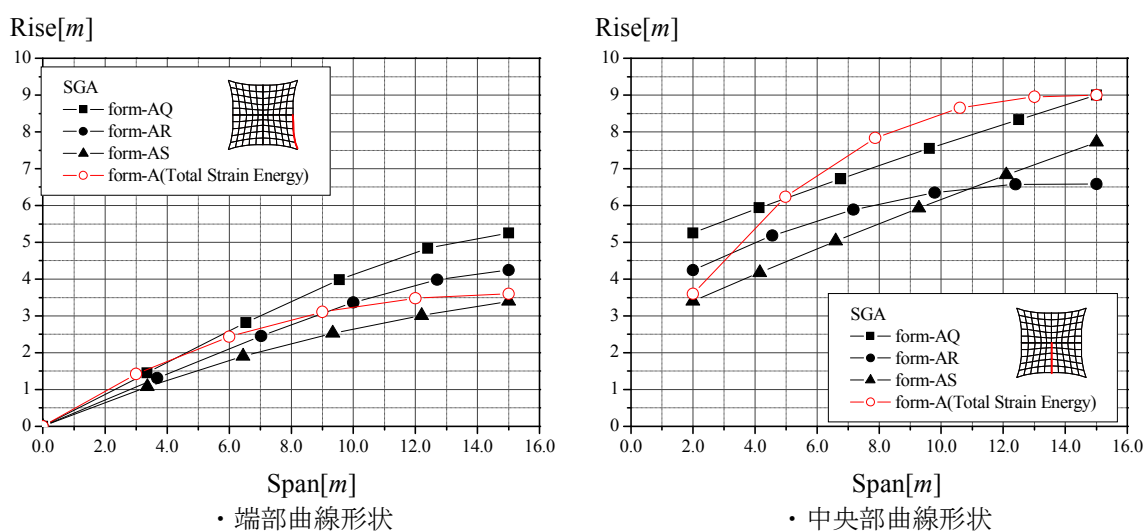 Rise[m]
10
9
8
7
6
5
4
3
2
1
0
0.0 2.0 4.0 6.0 8.0 10.0 12.0 14.0 16.0
SGA
form-AQ
form-AR
form-AS
form-A(Total Strain Energy)
Span[m]
・端部曲線形状
Rise[m]
10
9
8
7
6
5
4
3
2
1
0
0.0 2.0 4.0 6.0 8.0 10.0 12.0 14.0 16.0
SGA
form-AQ
form-AR
form-AS
form-A(Total Strain Energy)
Span[m]
・中央部曲線形状